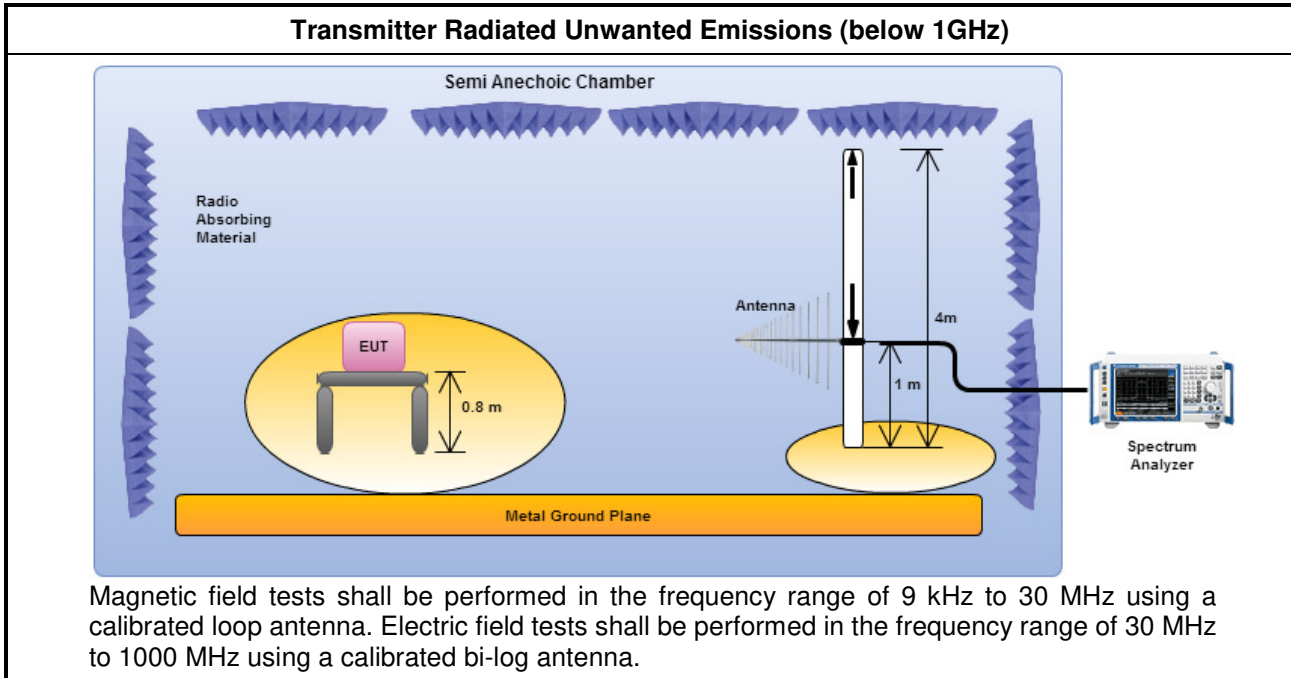 Transmitter Radiated Unwanted Emissions (below 1GHz)
Semi Anechoic Chamber
Radio
Absorbing
Material
Antenna
4m
EUT
1 m
0.8 m
Spectrum
Analyzer
Metal Ground Plane
Magnetic field tests shall be performed in the frequency range of 9 kHz to 30 MHz using a
calibrated loop antenna. Electric field tests shall be performed in the frequency range of 30 MHz
to 1000 MHz using a calibrated bi-log antenna.